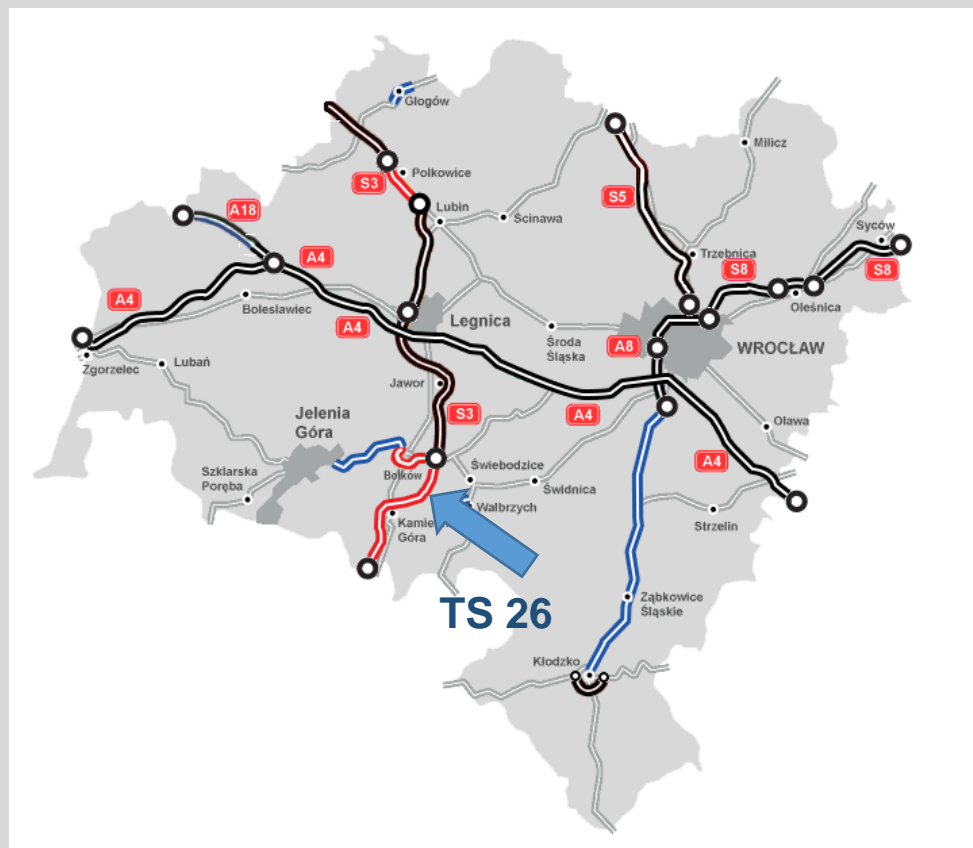 Głogów
Milicz
S3
Polkowice
S5
A18
Lubin
Ścinawa
Syców
Trzebnica
A4
S8
S8
A4
Bolesławiec
A4
Legnica
Oleśnica
Środa
Śląska
A8
WROCŁAW
Zgorzelec
Lubań
Jawor
S3
A4
Oława
Jelenia
Góra
A4
Szklarska
Poręba
Bolków
Świebodzice
Świdnica
Wałbrzych
Kamie
Góra
Strzelin
TS 26
Ząbkowice
Śląskie
Kłodzko